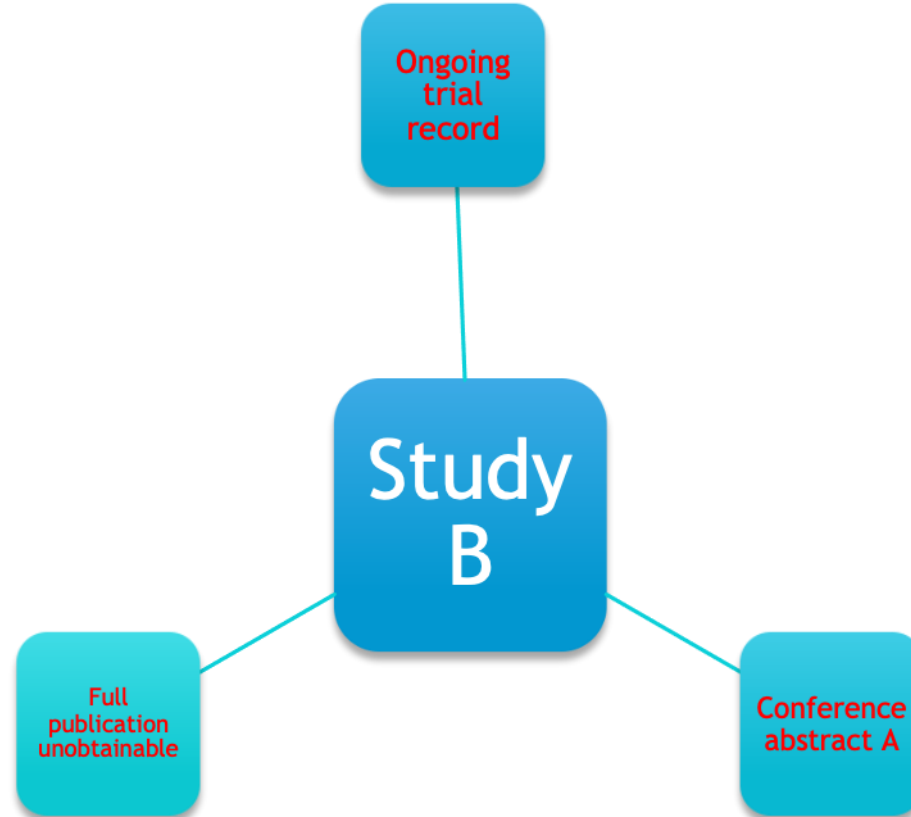 Ongoing
trial
record
Study
B
Full
publication
unobtainable
Conference
abstract A